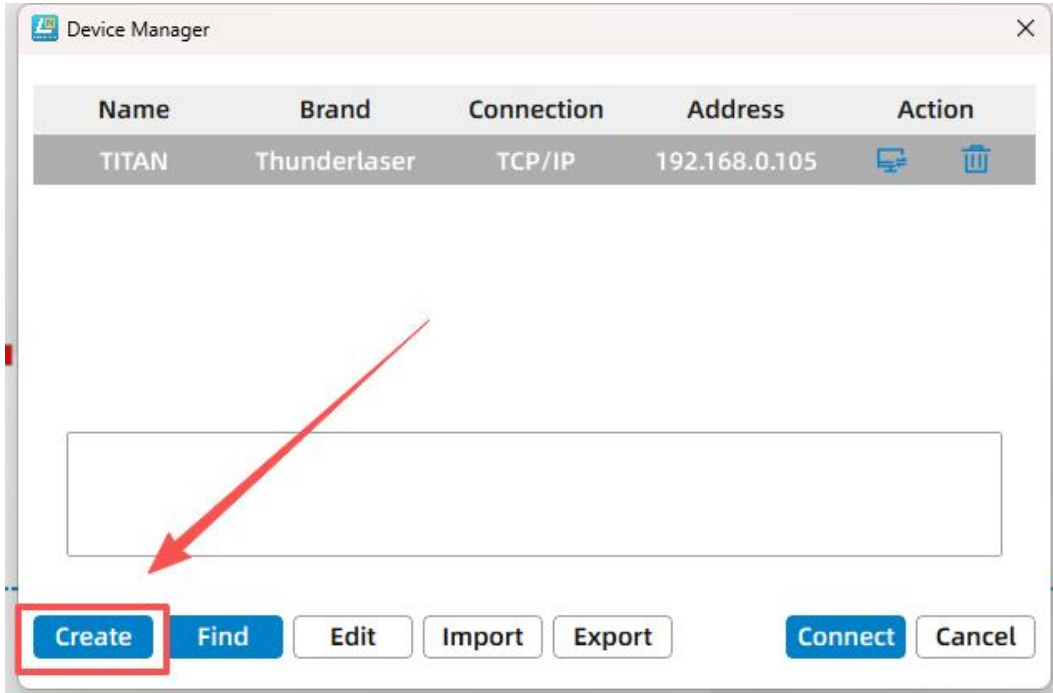 Device Manager
Name Brand Connection Address Action
TITAN Thunderlaser TCP/IP 192.168.0.105
Create Find Edit Import Export Connect Cancel